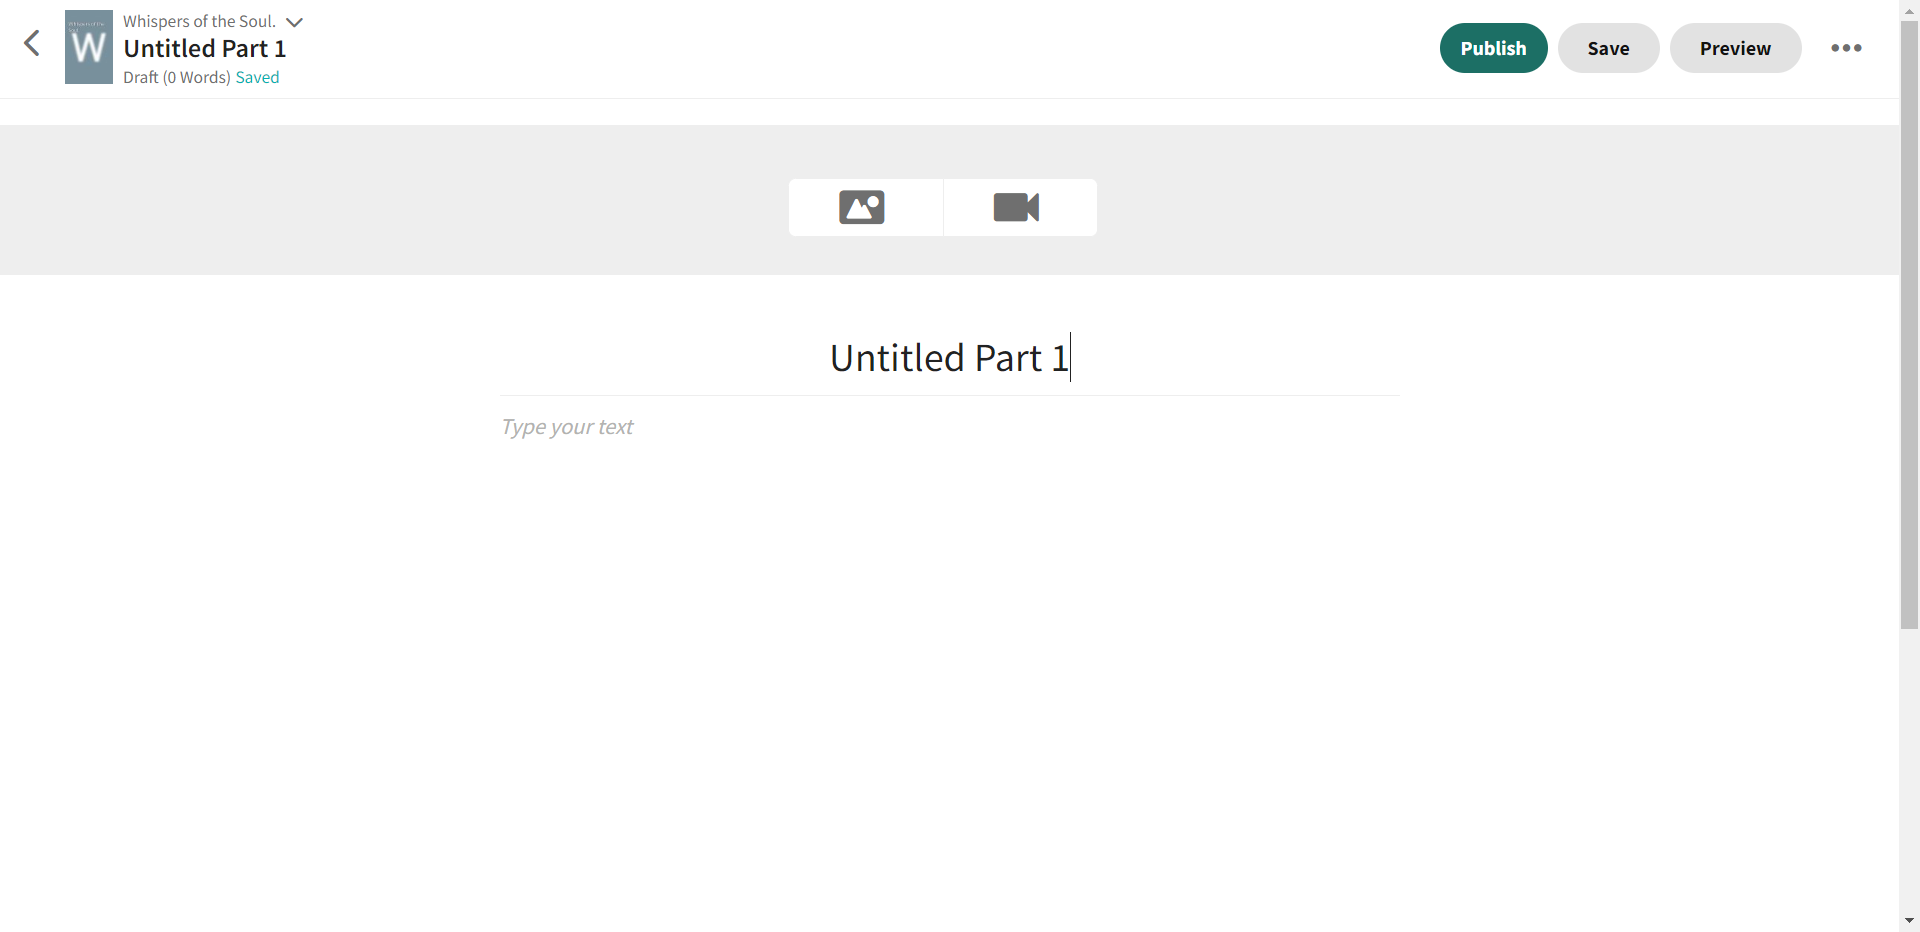 Whispers of the Soul.
Untitled Part 1
Draft (0 Words) Saved
W
Publish
Save
Preview
Untitled Part 1
Type your text